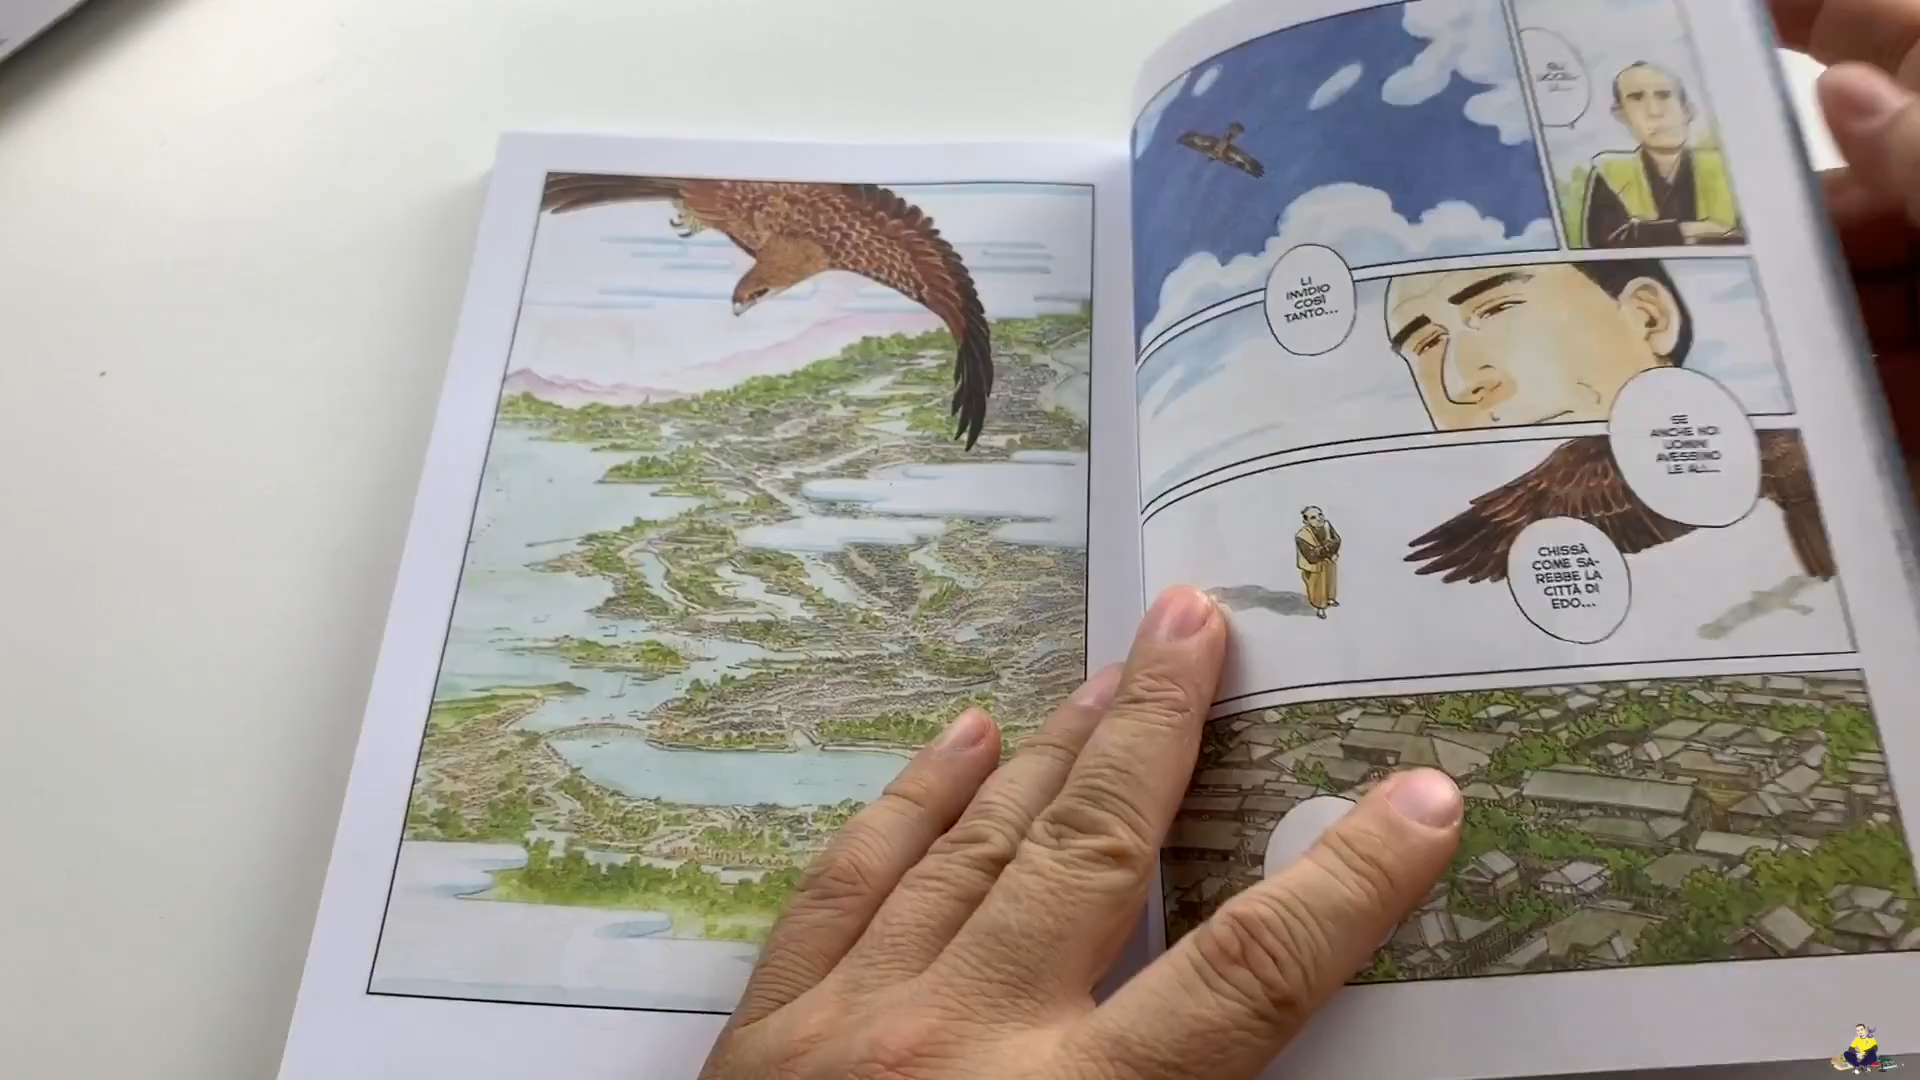 LI
INVIDIO
COSÌ
TANTO...
SE
ANCHE NOI
UOMINI
AVESSIMO
LE ALI...
CHISSÀ
COME SA-
REBBE LA
CITTÀ DI
EDO...